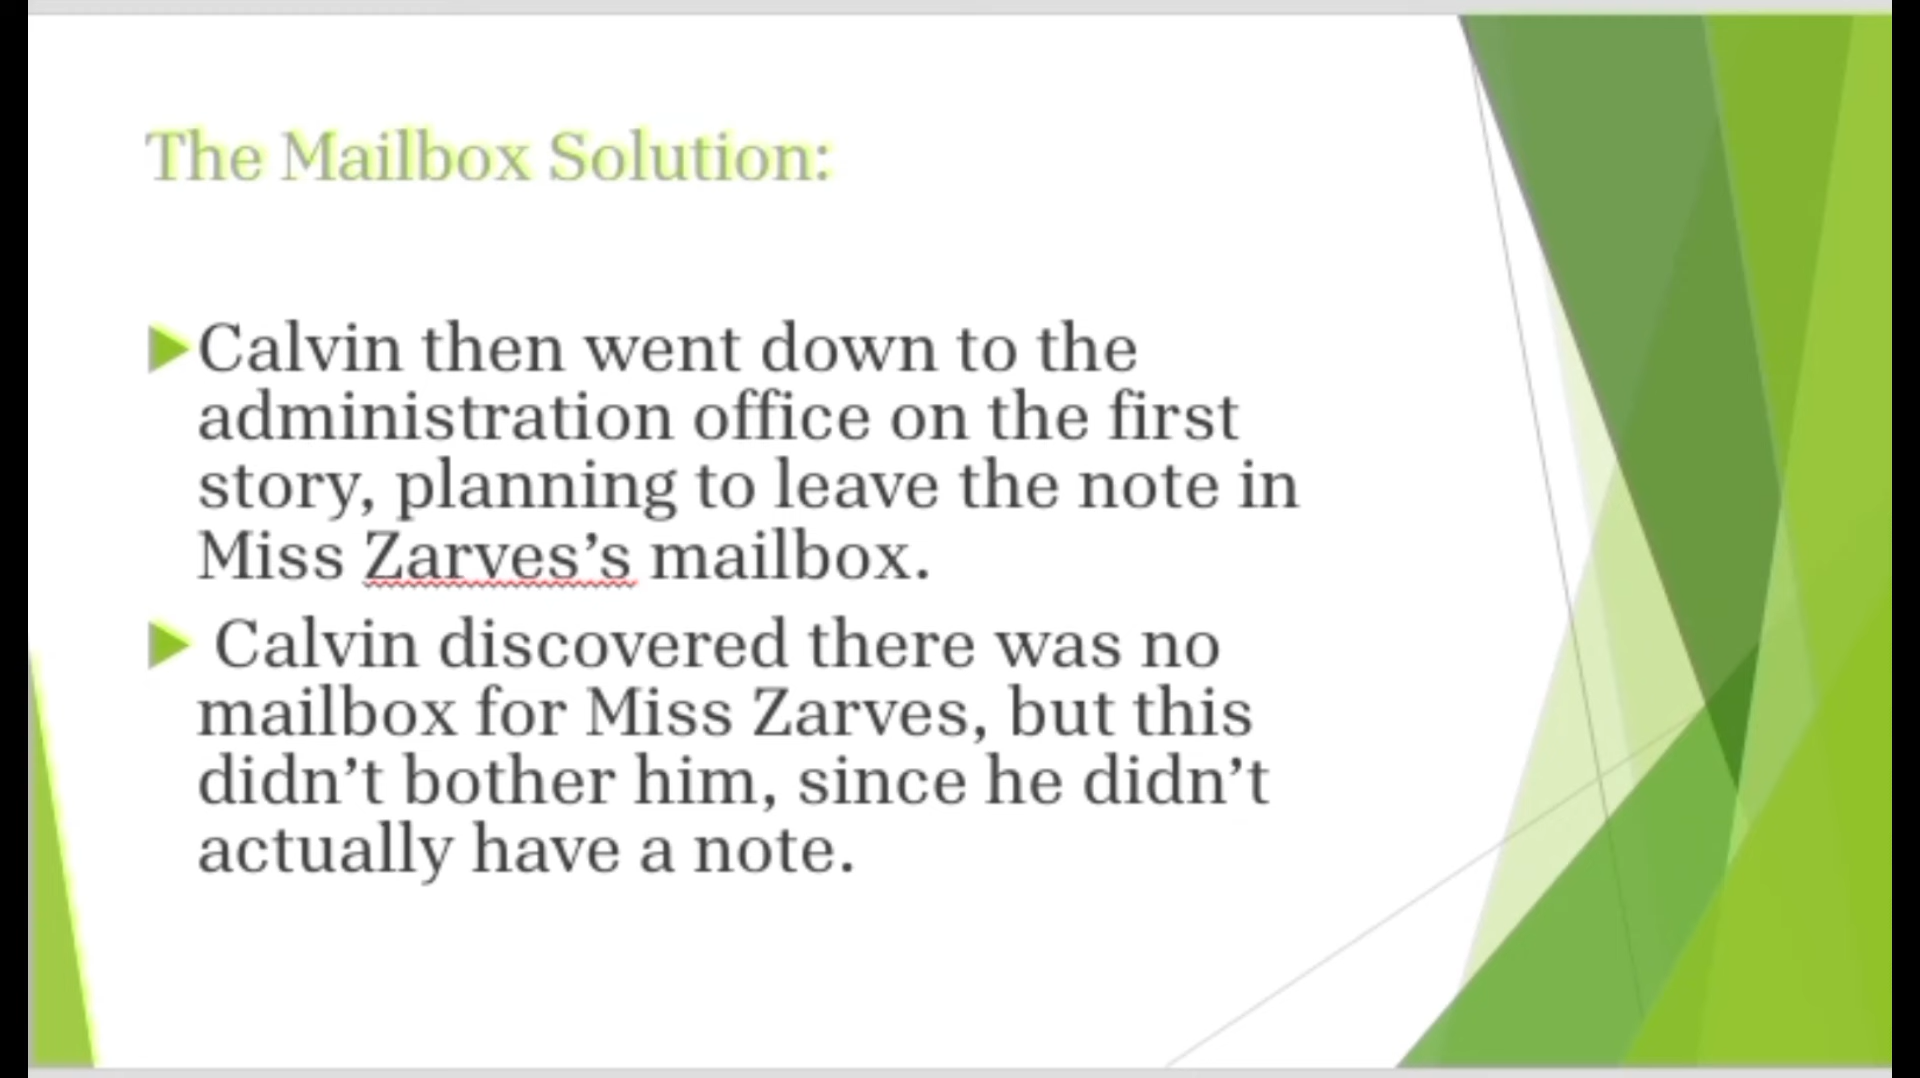 The Mailbox Solution:
Calvin then went down to the
administration office on the first
story, planning to leave the note in
Miss Zarves’s mailbox.
Calvin discovered there was no
mailbox for Miss Zarves, but this
didn’t bother him, since he didn’t
actually have a note.